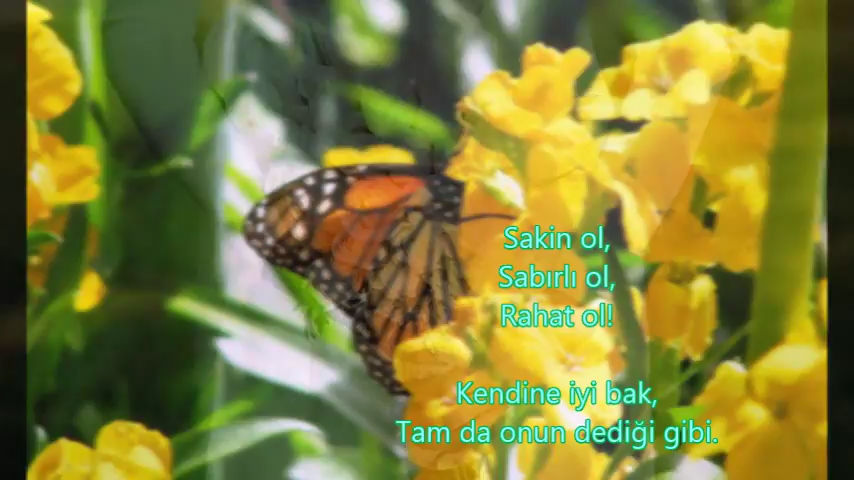 Sakin ol,
Sabırlı ol,
Rahat ol!
Kendine iyi bak,
Tam da onun dediği gibi.